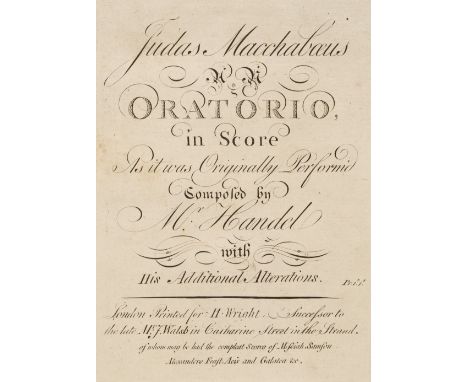 Judas Macchabæus
AN
ORATORIO,
in Score
As it was Originally Perform'd
Composed by
Mr. Handel
with
His Additional Alterations.
London Printed for H. Wright Successor to
the late Mr. J. Walsh in Catharine Street in the Strand.
of whom may be had the compleat Scores of Messiah Samson
Alexanders Feast Acis and Galatea &c.